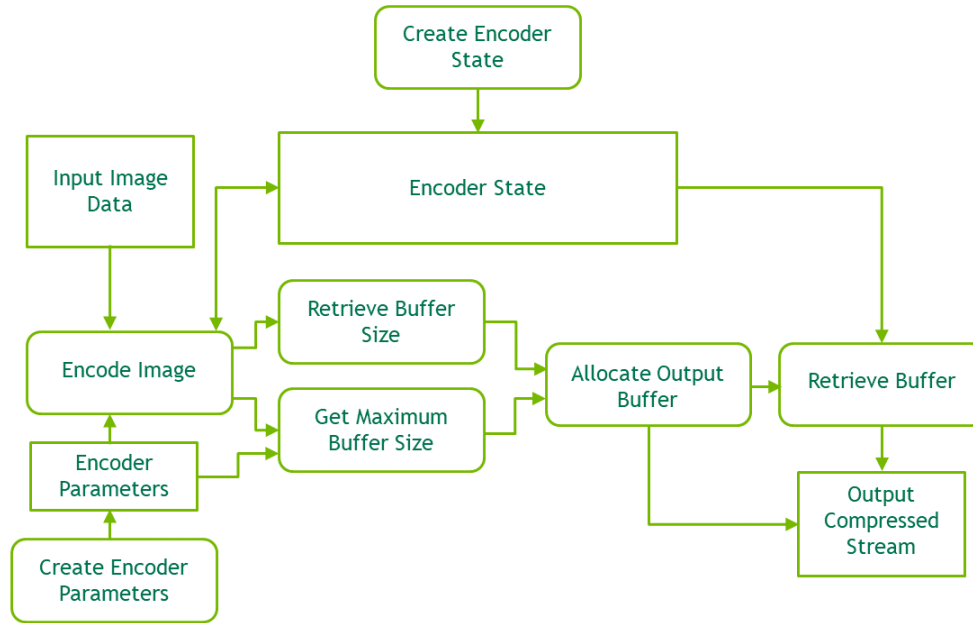 Create Encoder
State
Input Image
Data
Encoder State
Retrieve Buffer
Size
Encode Image
Allocate Output
Buffer
Retrieve Buffer
Get Maximum
Buffer Size
Encoder
Parameters
Output
Compressed
Stream
Create Encoder
Parameters